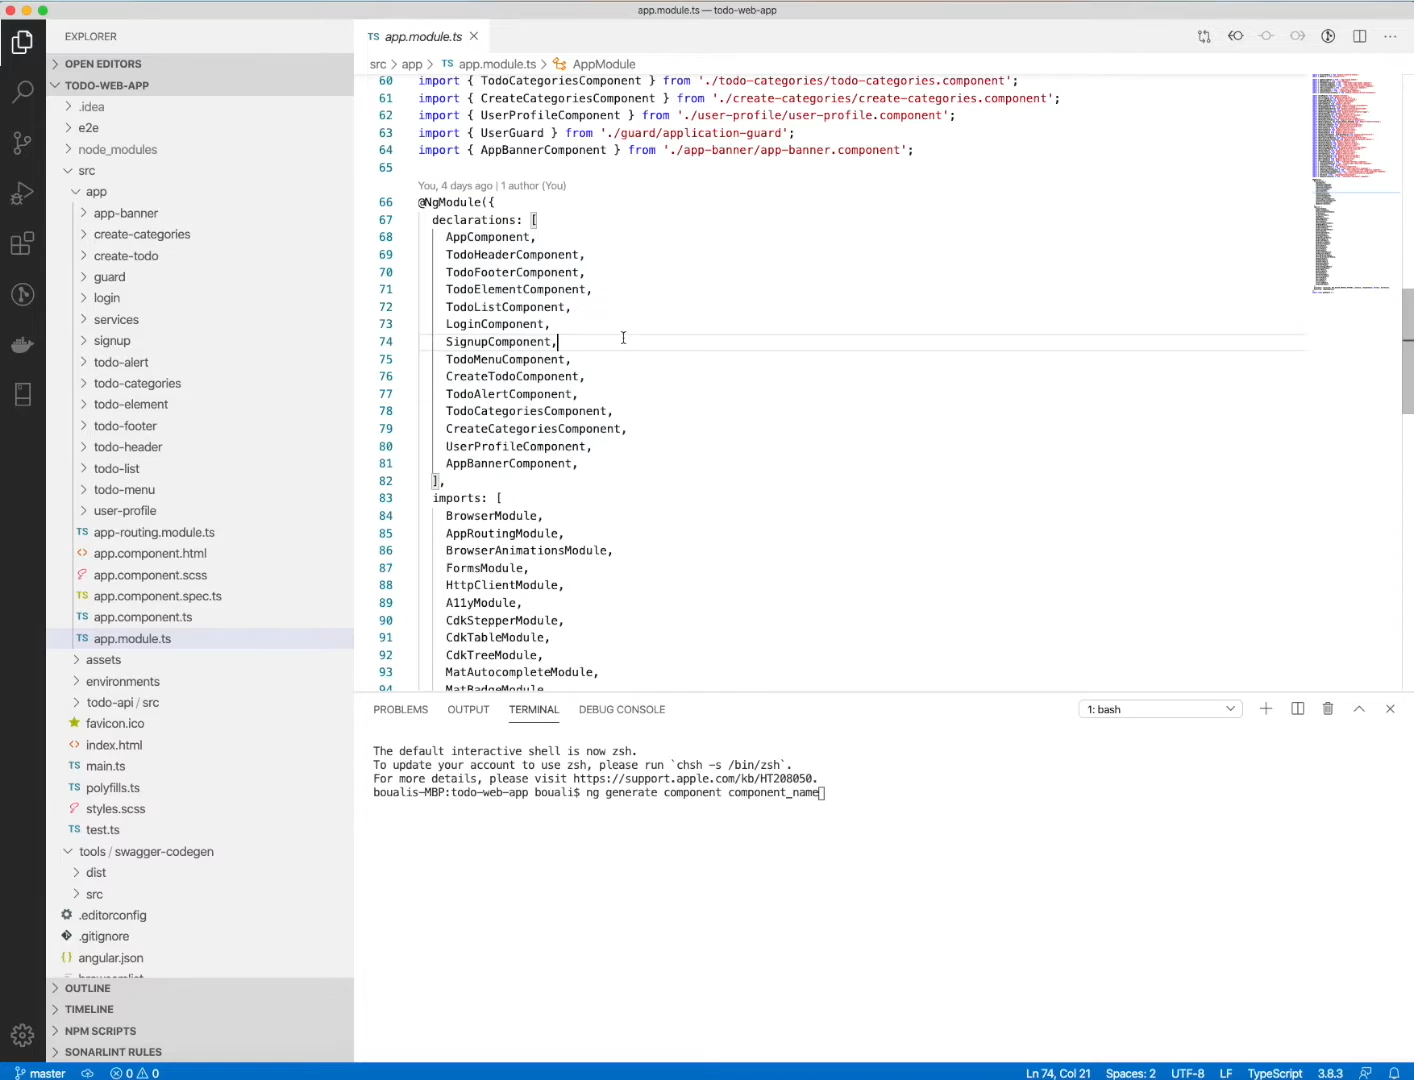 app.module.ts — todo-web-app
EXPLORER
OPEN EDITORS
TODO-WEB-APP
.idea
e2e
node_modules
src
app
app-banner
create-categories
create-todo
guard
login
services
signup
todo-alert
todo-categories
todo-element
todo-footer
todo-header
todo-list
todo-menu
user-profile
TS app-routing.module.ts
<> app.component.html
app.component.scss
TS app.component.spec.ts
TS app.component.ts
TS app.module.ts
assets
environments
todo-api / src
favicon.ico
<> index.html
TS main.ts
TS polyfills.ts
styles.scss
TS test.ts
tools / swagger-codegen
dist
src
.editorconfig
.gitignore
{} angular.json
OUTLINE
TIMELINE
NPM SCRIPTS
SONARLINT RULES
TS app.module.ts
src > app > TS app.module.ts > AppModule
60 import { TodoCategoriesComponent } from './todo-categories/todo-categories.component';
61 import { CreateCategoriesComponent } from './create-categories/create-categories.component';
62 import { UserProfileComponent } from './user-profile/user-profile.component';
63 import { UserGuard } from './guard/application-guard';
64 import { AppBannerComponent } from './app-banner/app-banner.component';
65
You, 4 days ago | 1 author (You)
66 @NgModule({
67 declarations: [
68 AppComponent,
69 TodoHeaderComponent,
70 TodoFooterComponent,
71 TodoElementComponent,
72 TodoListComponent,
73 LoginComponent,
74 SignupComponent,
75 TodoMenuComponent,
76 CreateTodoComponent,
77 TodoAlertComponent,
78 TodoCategoriesComponent,
79 CreateCategoriesComponent,
80 UserProfileComponent,
81 AppBannerComponent,
82 ],
83 imports: [
84 BrowserModule,
85 AppRoutingModule,
86 BrowserAnimationsModule,
87 FormsModule,
88 HttpClientModule,
89 A11yModule,
90 CdkStepperModule,
91 CdkTableModule,
92 CdkTreeModule,
93 MatAutocompleteModule,
94 MatBadgeModule,
PROBLEMS OUTPUT TERMINAL DEBUG CONSOLE
1: bash
The default interactive shell is now zsh.
To update your account to use zsh, please run `chsh -s /bin/zsh`.
For more details, please visit https://support.apple.com/kb/HT208050.
boualis-MBP:todo-web-app bouali$ ng generate component component_name
master 0 0
Ln 74, Col 21 Spaces: 2 UTF-8 LF TypeScript 3.8.3